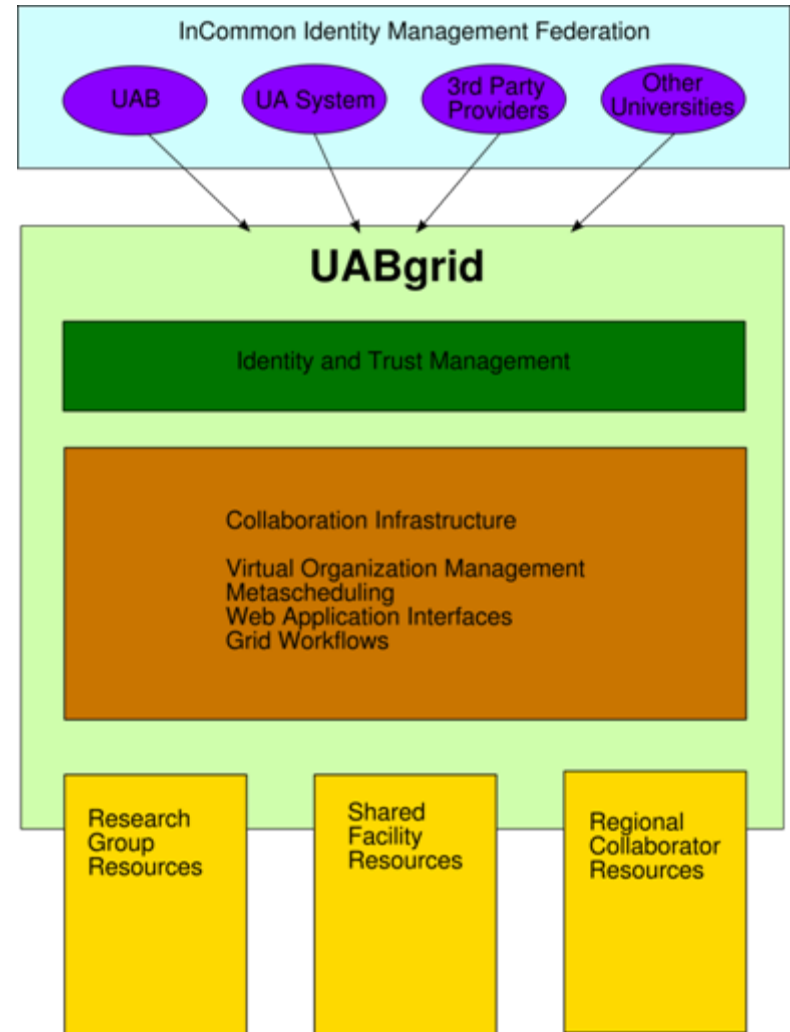 InCommon Identity Management Federation
UAB
UA System
3rd Party
Providers
Other
Universities
UABgrid
Identity and Trust Management
Collaboration Infrastructure
Virtual Organization Management
Metascheduling
Web Application Interfaces
Grid Workflows
Research
Group
Resources
Shared
Facility
Resources
Regional
Collaborator
Resources